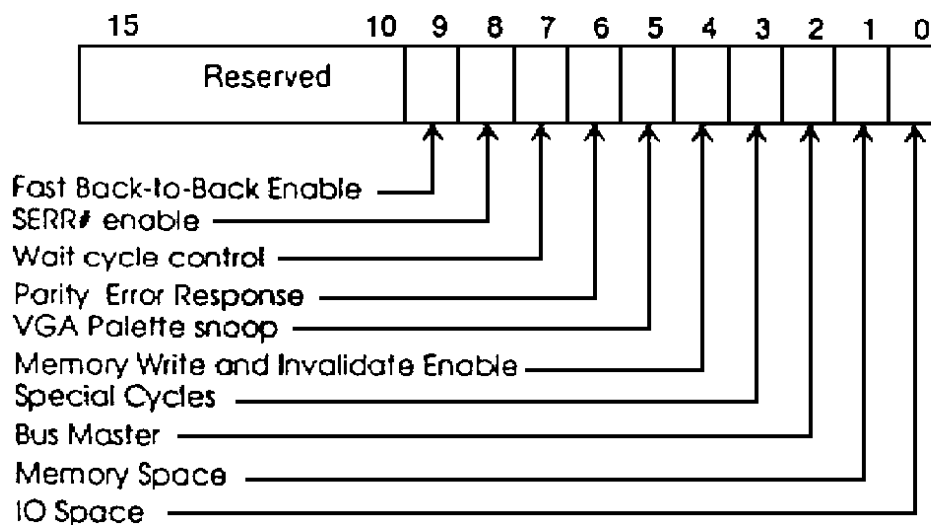 15 10 9 8 7 6 5 4 3 2 1 0
Reserved
Fast Back-to-Back Enable
SERR# enable
Wait cycle control
Parity Error Response
VGA Palette snoop
Memory Write and Invalidate Enable
Special Cycles
Bus Master
Memory Space
IO Space